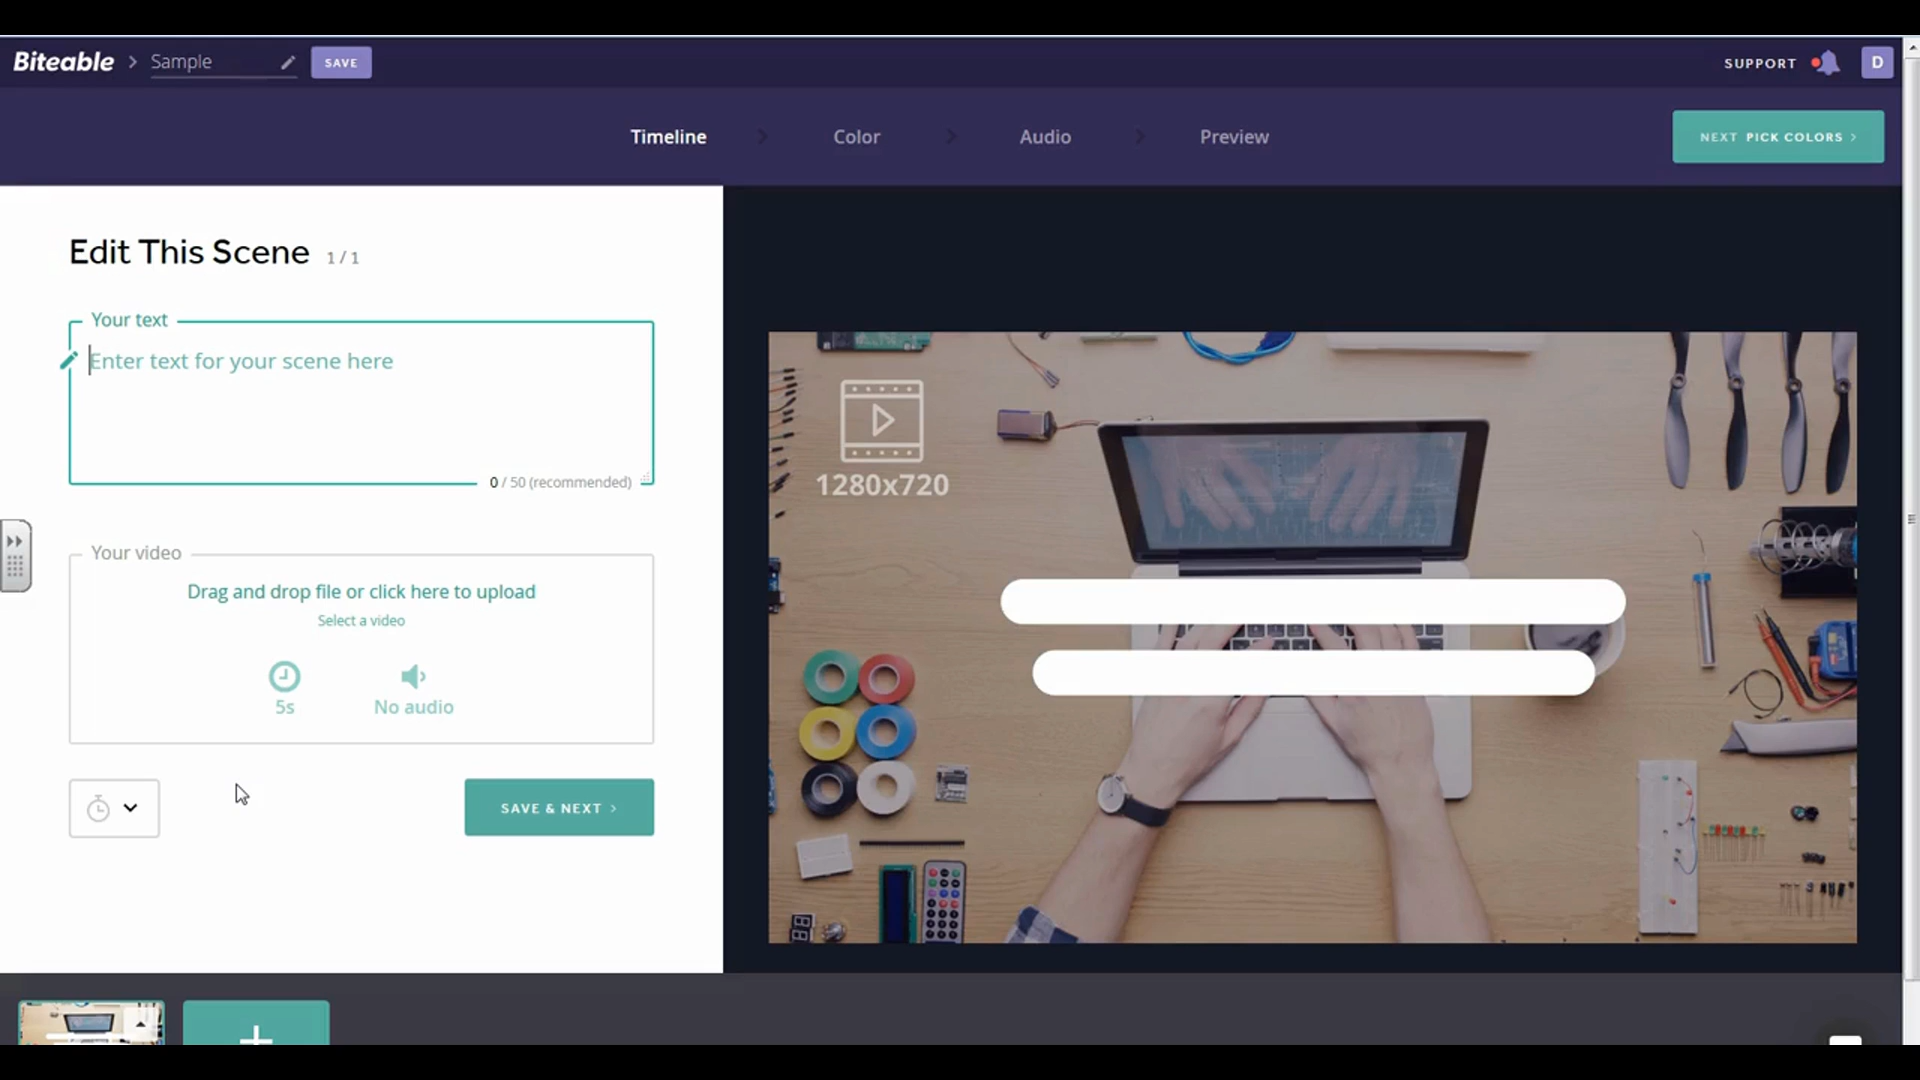 Biteable > Sample SAVE SUPPORT D
Timeline > Color > Audio > Preview NEXT PICK COLORS >
Edit This Scene 1 / 1
Your text
Enter text for your scene here
0 / 50 (recommended)
Your video
Drag and drop file or click here to upload
Select a video
5s No audio
SAVE & NEXT >
1280x720
+